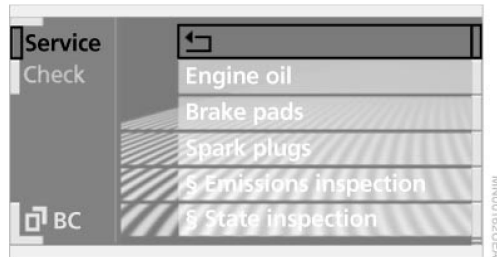 Service
Check
BC
Engine oil
Brake pads
Spark plugs
§ Emissions inspection
§ State inspection